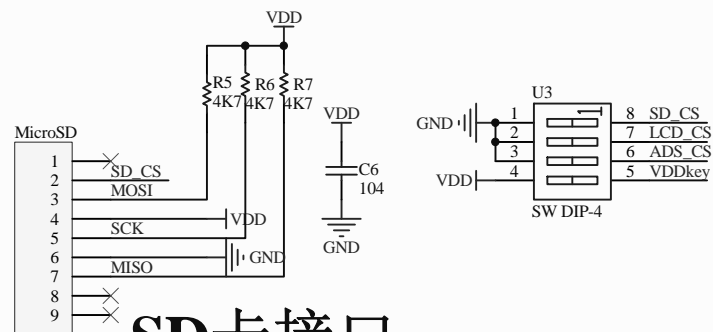 VDD
R5 R6 R7
4K7 4K7 4K7
MicroSD
1
2 SD_CS
3 MOSI
4 VDD
5 SCK
6 GND
7 MISO
8
9
VDD
C6
104
GND
U3
GND 1 8 SD_CS
2 7 LCD_CS
3 6 ADS_CS
VDD 4 5 VDDkey
1
SW DIP-4
SD卡接口